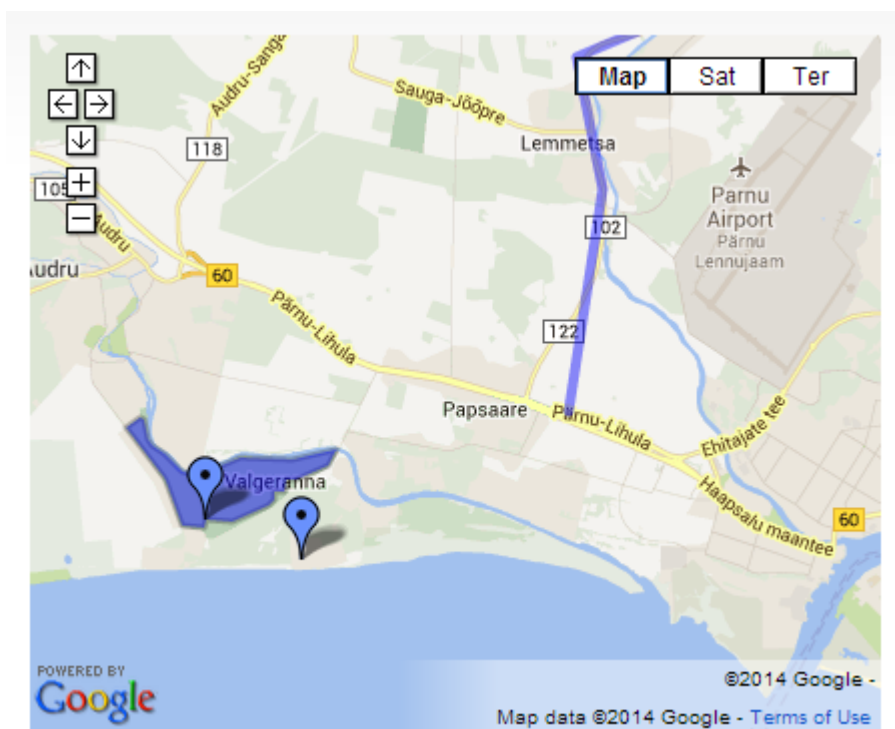 Map Sat Ter
Audru-Sanga
Sauga-Jõõpre
Lemmetsa
118
105
Audru
Audru
60
Parnu
Airport
Pärnu
Lennujaam
102
122
Pärnu-Lihula
Papsaare
Pärnu-Lihula
Ehitajate tee
Haapsalu maantee
60
Valgeranna
POWERED BY
Google
©2014 Google -
Map data ©2014 Google - Terms of Use